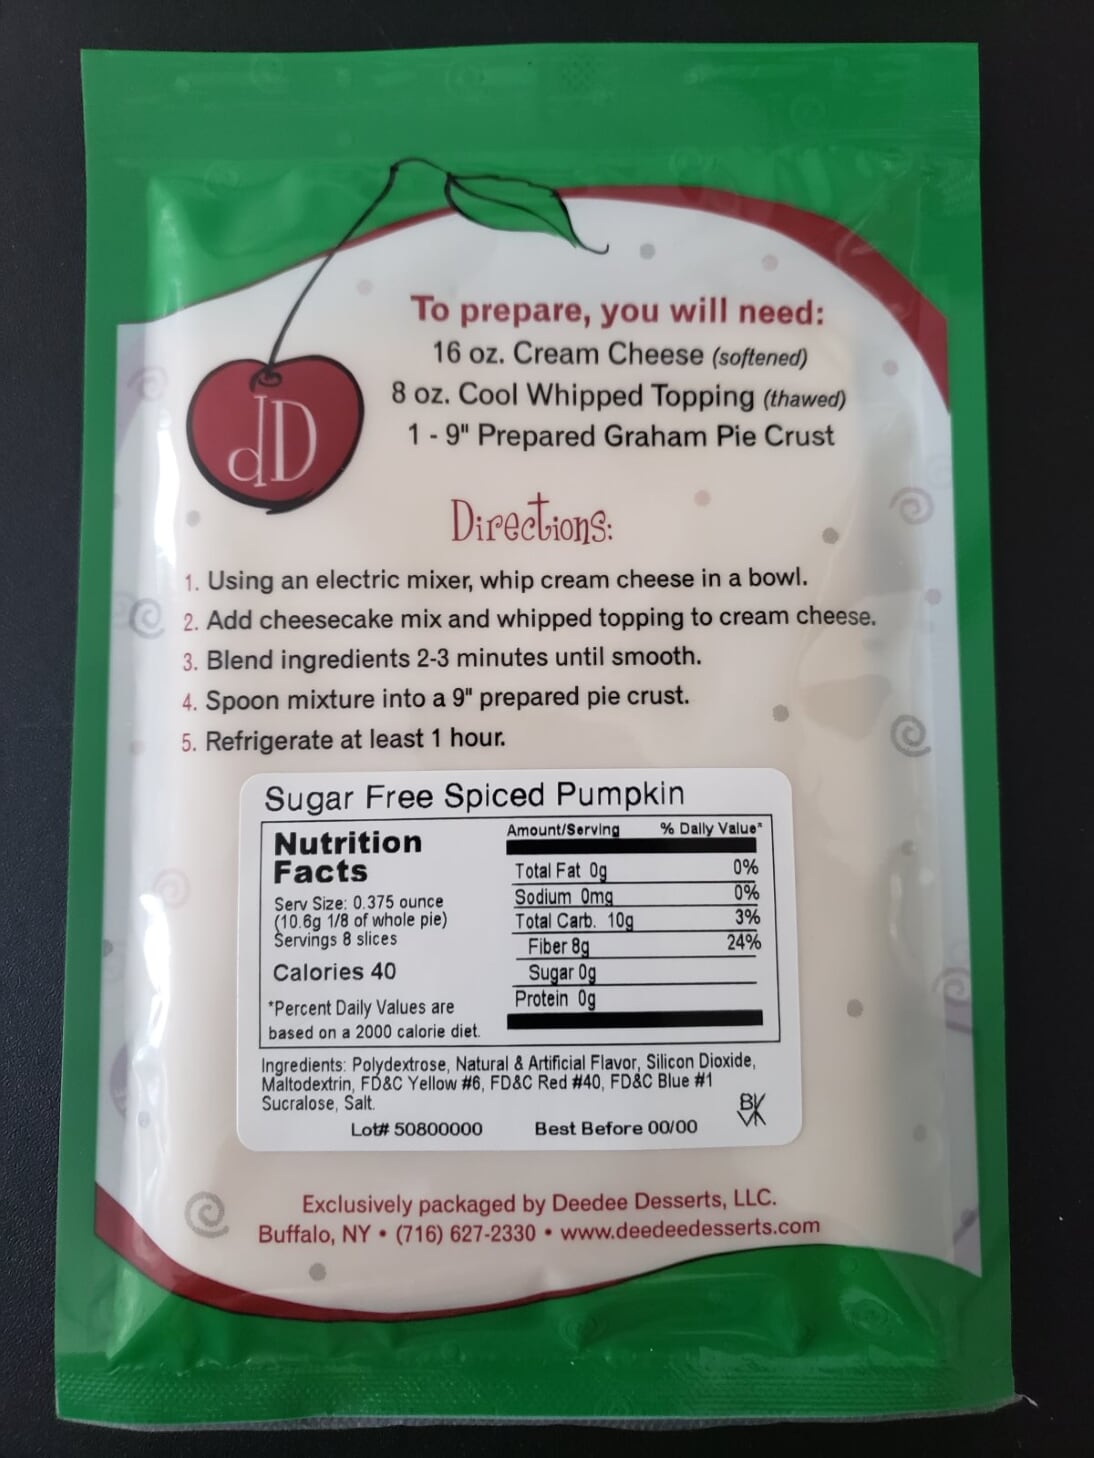 dD
To prepare, you will need:
16 oz. Cream Cheese (softened)
8 oz. Cool Whipped Topping (thawed)
1 - 9" Prepared Graham Pie Crust
Directions:
1. Using an electric mixer, whip cream cheese in a bowl.
2. Add cheesecake mix and whipped topping to cream cheese.
3. Blend ingredients 2-3 minutes until smooth.
4. Spoon mixture into a 9" prepared pie crust.
5. Refrigerate at least 1 hour.
Sugar Free Spiced Pumpkin
Nutrition
Facts
Serv Size: 0.375 ounce
(10.6g 1/8 of whole pie)
Servings 8 slices
Calories 40
*Percent Daily Values are
based on a 2000 calorie diet.
Amount/Serving % Daily Value*
Total Fat 0g 0%
Sodium 0mg 0%
Total Carb. 10g 3%
Fiber 8g 24%
Sugar 0g
Protein 0g
Ingredients: Polydextrose, Natural & Artificial Flavor, Silicon Dioxide,
Maltodextrin, FD&C Yellow #6, FD&C Red #40, FD&C Blue #1
Sucralose, Salt.
Lot# 50800000 Best Before 00/00
Exclusively packaged by Deedee Desserts, LLC.
Buffalo, NY • (716) 627-2330 • www.deedeedesserts.com